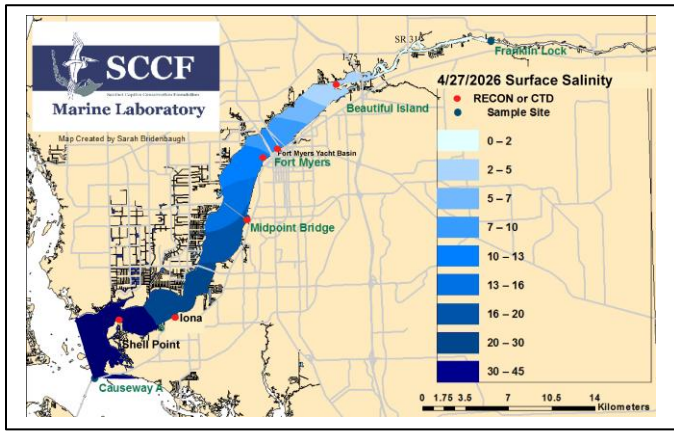 SR 31
I-75
Franklin Lock
SCCF
Sanibel-Captiva Conservation Foundation
Marine Laboratory
Map Created by Sarah Bridenbaugh
4/27/2026 Surface Salinity
RECON or CTD
Sample Site
Beautiful Island
Fort Myers Yacht Basin
Fort Myers
Midpoint Bridge
Iona
Shell Point
Causeway A
0 – 2
2 – 5
5 – 7
7 – 10
10 – 13
13 – 16
16 – 20
20 – 30
30 – 45
0 1.75 3.5 7 10.5 14
Kilometers